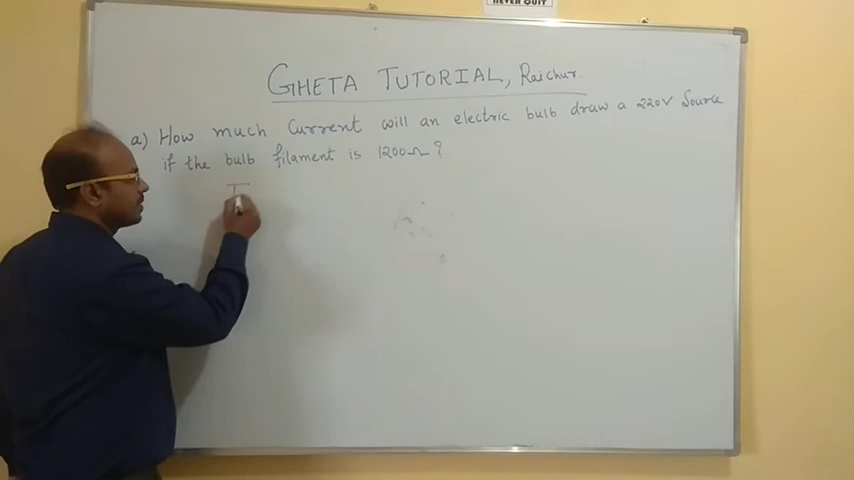 NEVER QUIT
GHETA TUTORIAL, Raichur.
a) How much Current will an electric bulb draw a 220V Source
if the bulb filament is 1200Ω?
I